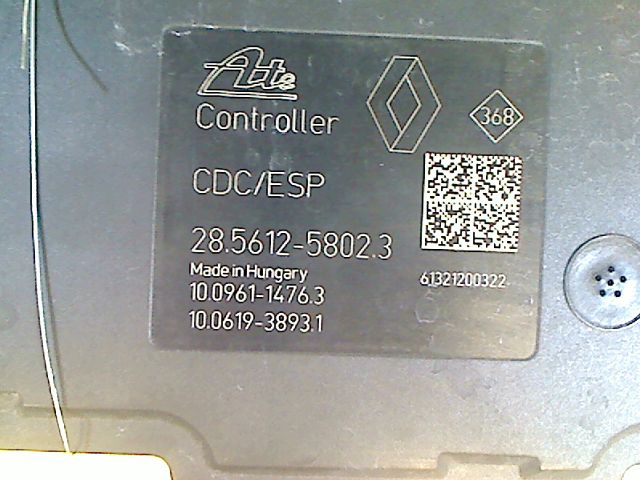 Ate
Controller
368
CDC/ESP
28.5612-5802.3
Made in Hungary
61321200322
10.0961-1476.3
10.0619-3893.1